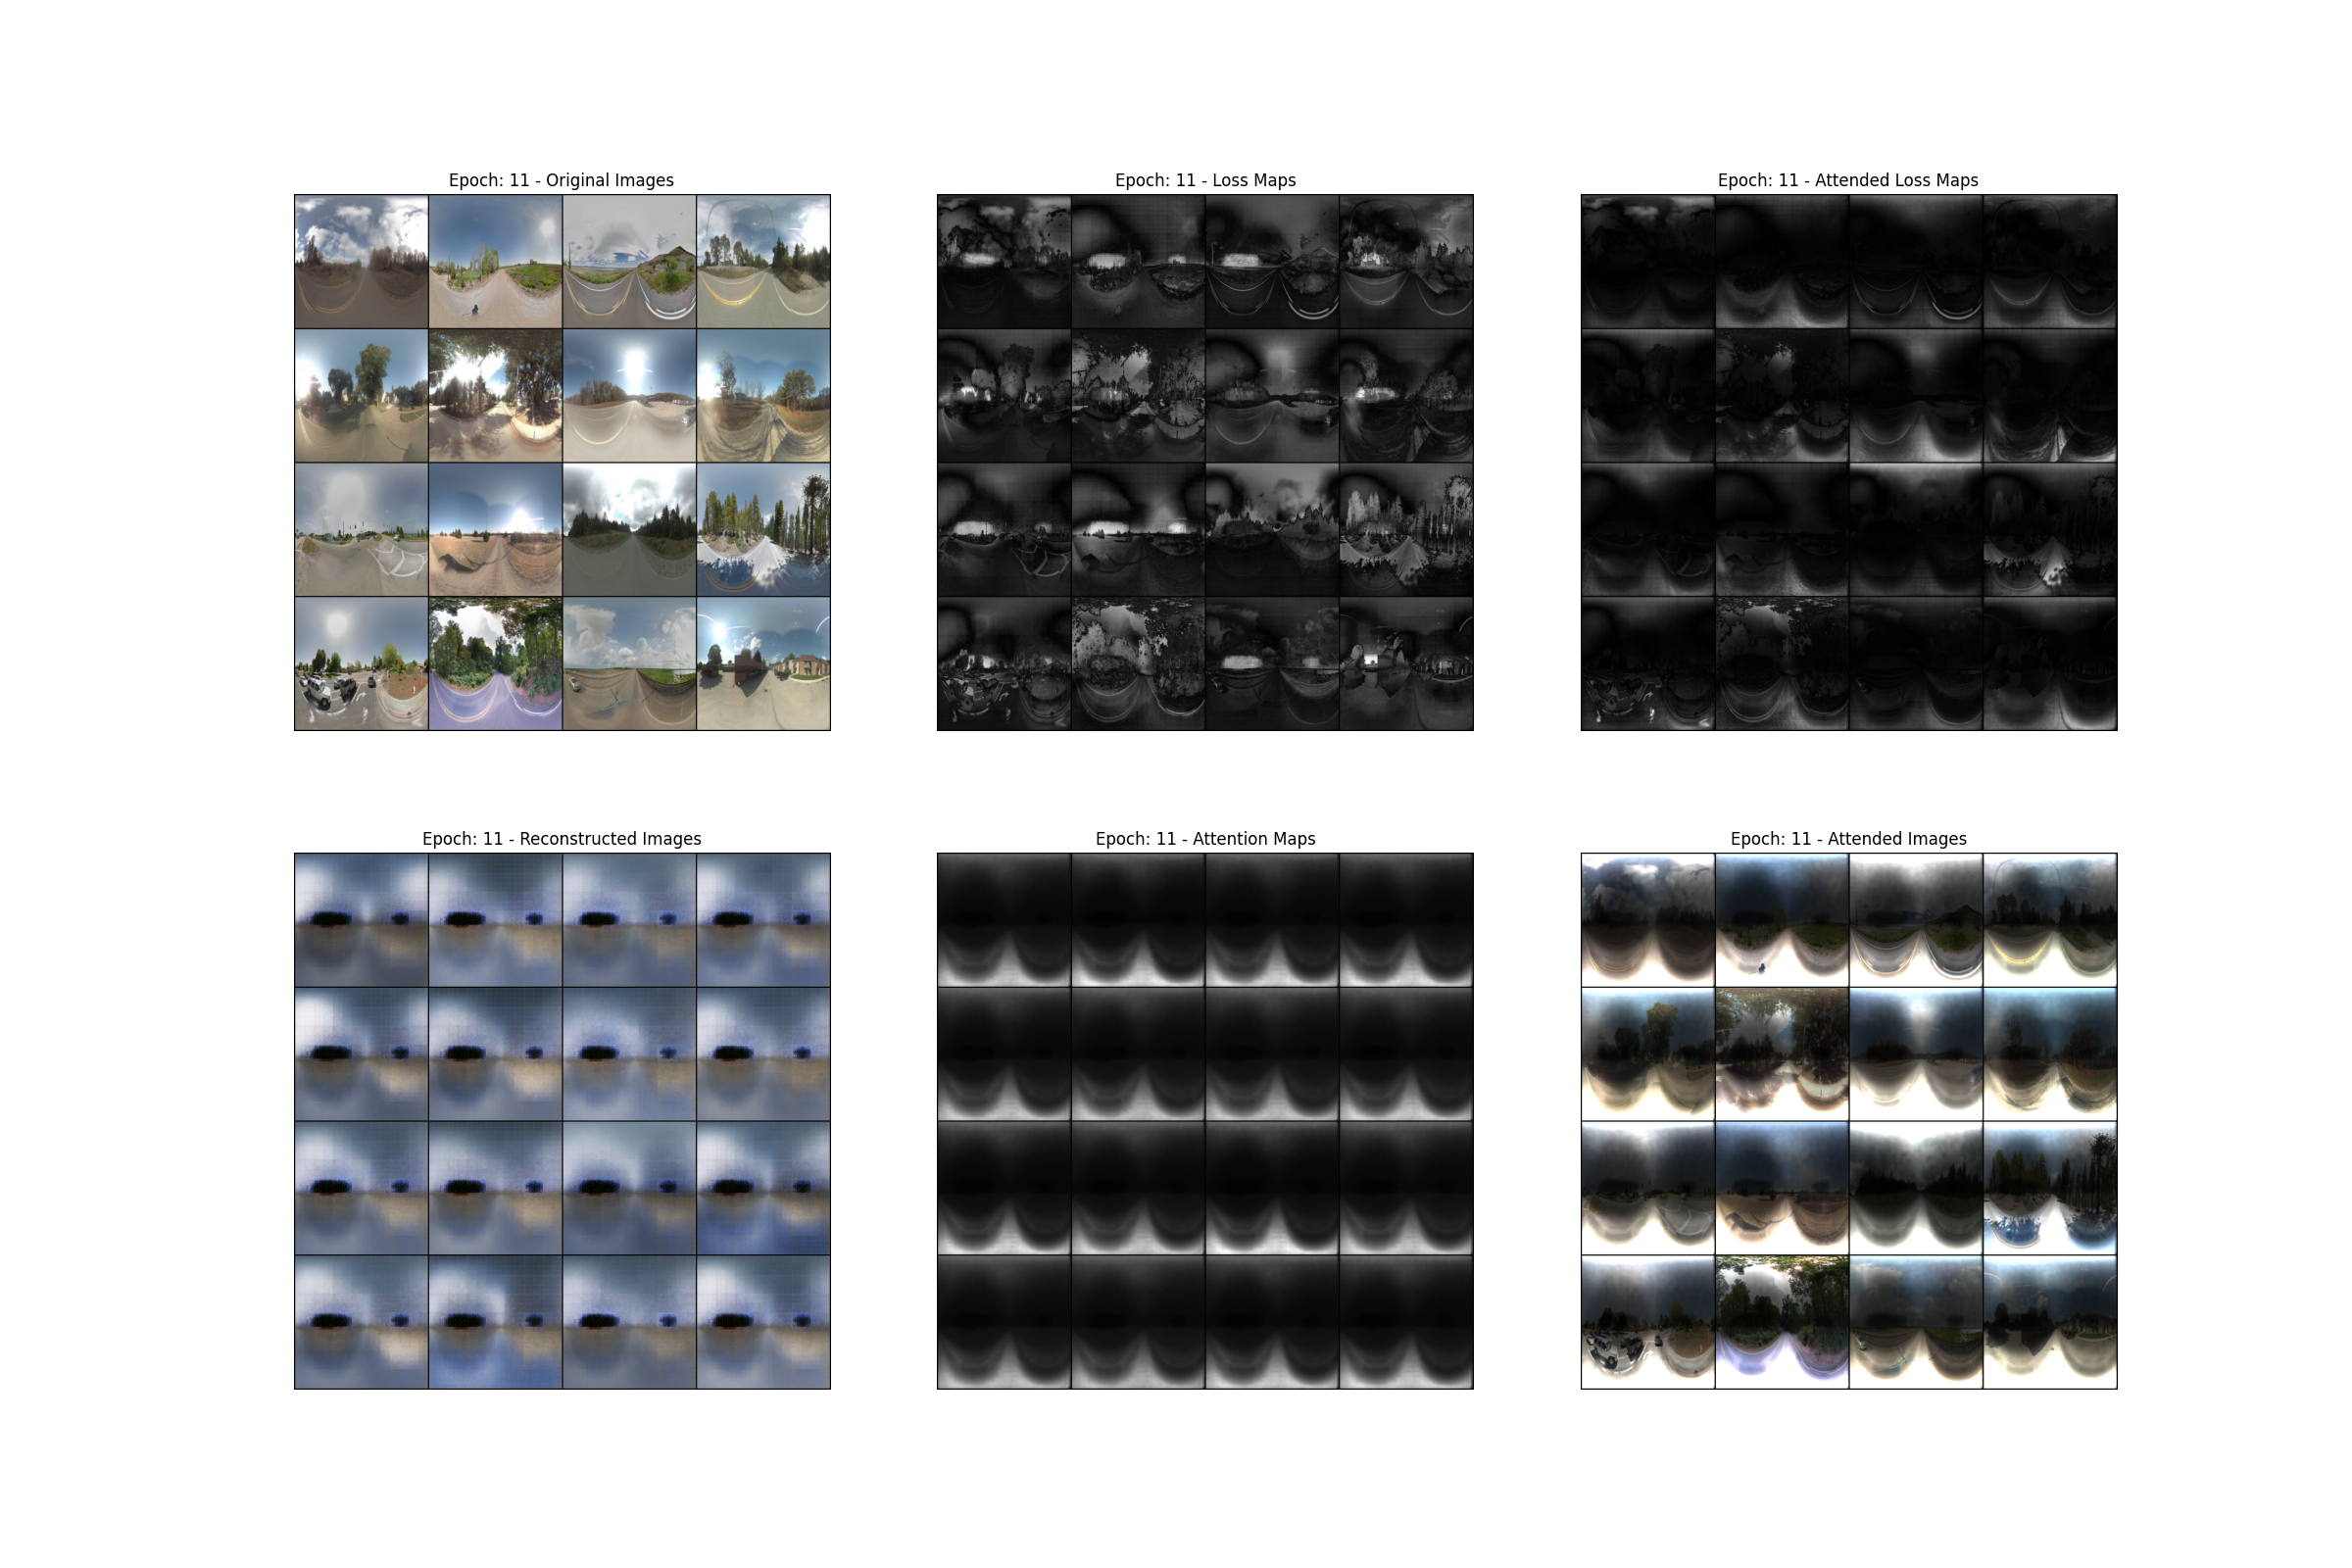 Epoch: 11 - Original Images
Epoch: 11 - Loss Maps
Epoch: 11 - Attended Loss Maps
Epoch: 11 - Reconstructed Images
Epoch: 11 - Attention Maps
Epoch: 11 - Attended Images